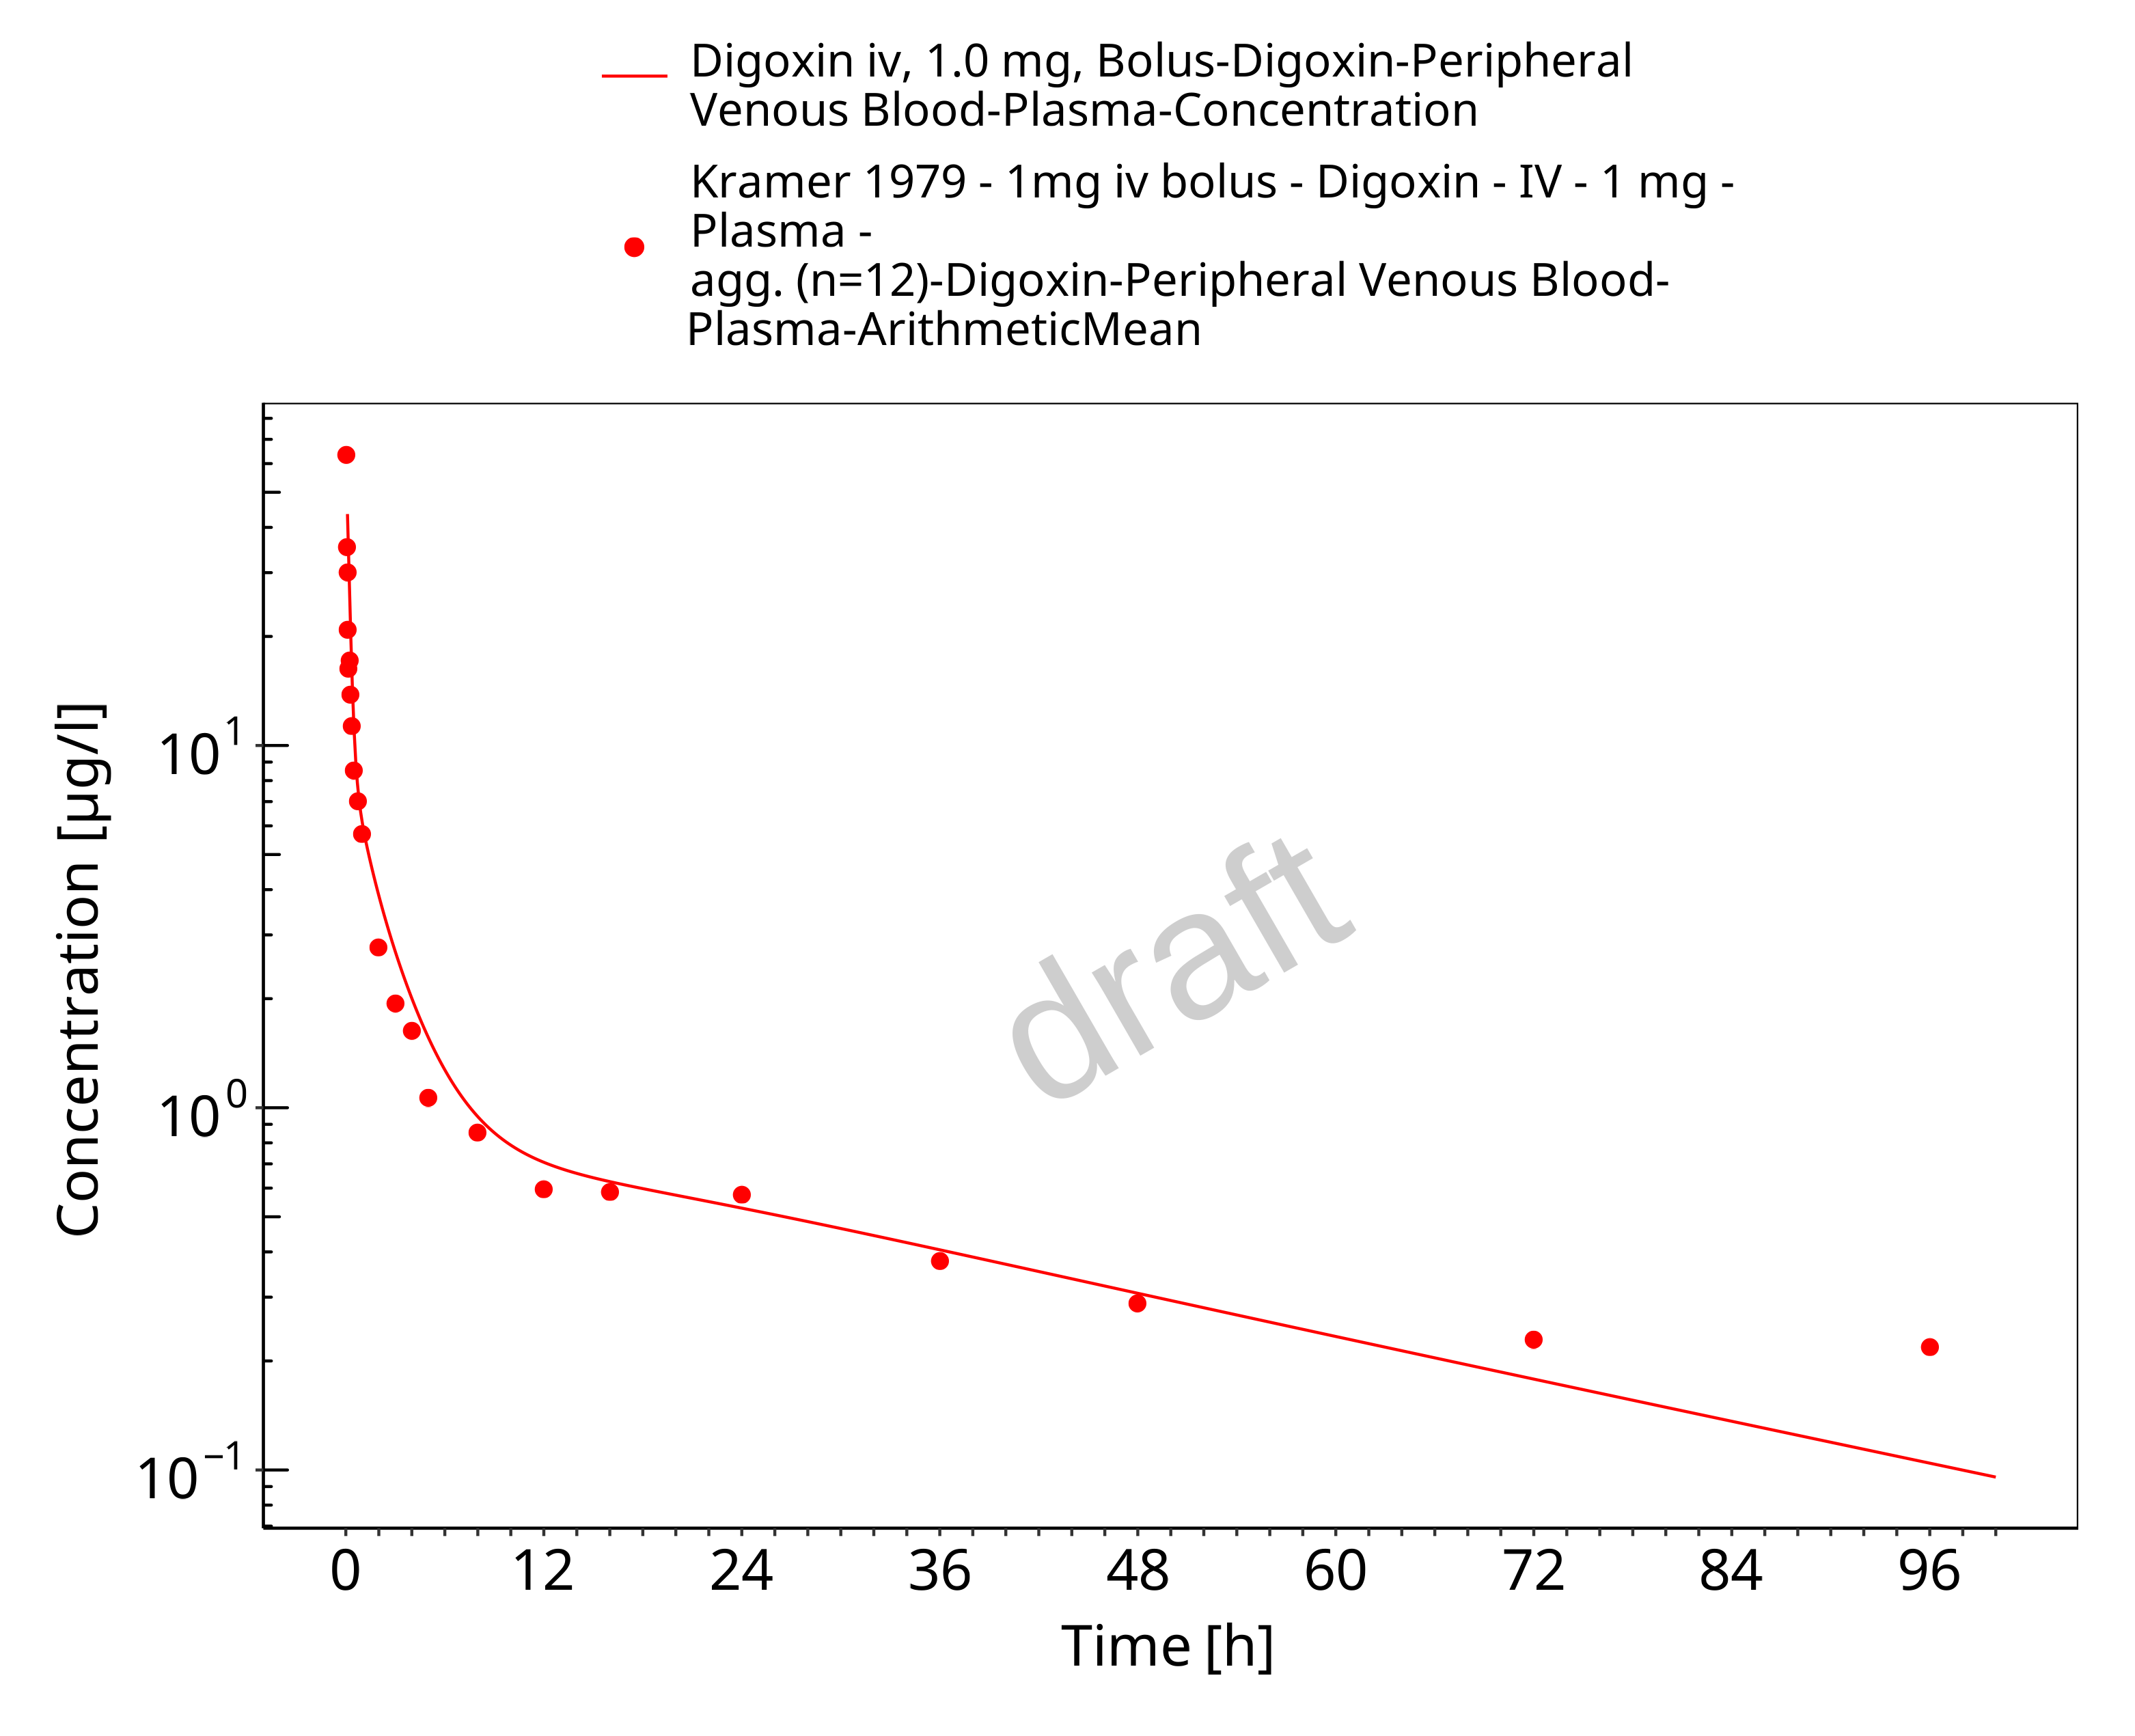 Digoxin iv, 1.0 mg, Bolus-Digoxin-Peripheral
Venous Blood-Plasma-Concentration
Kramer 1979 - 1mg iv bolus - Digoxin - IV - 1 mg -
Plasma -
agg. (n=12)-Digoxin-Peripheral Venous Blood-
Plasma-ArithmeticMean
Concentration [µg/l]
10¹
10⁰
10⁻¹
draft
0 12 24 36 48 60 72 84 96
Time [h]